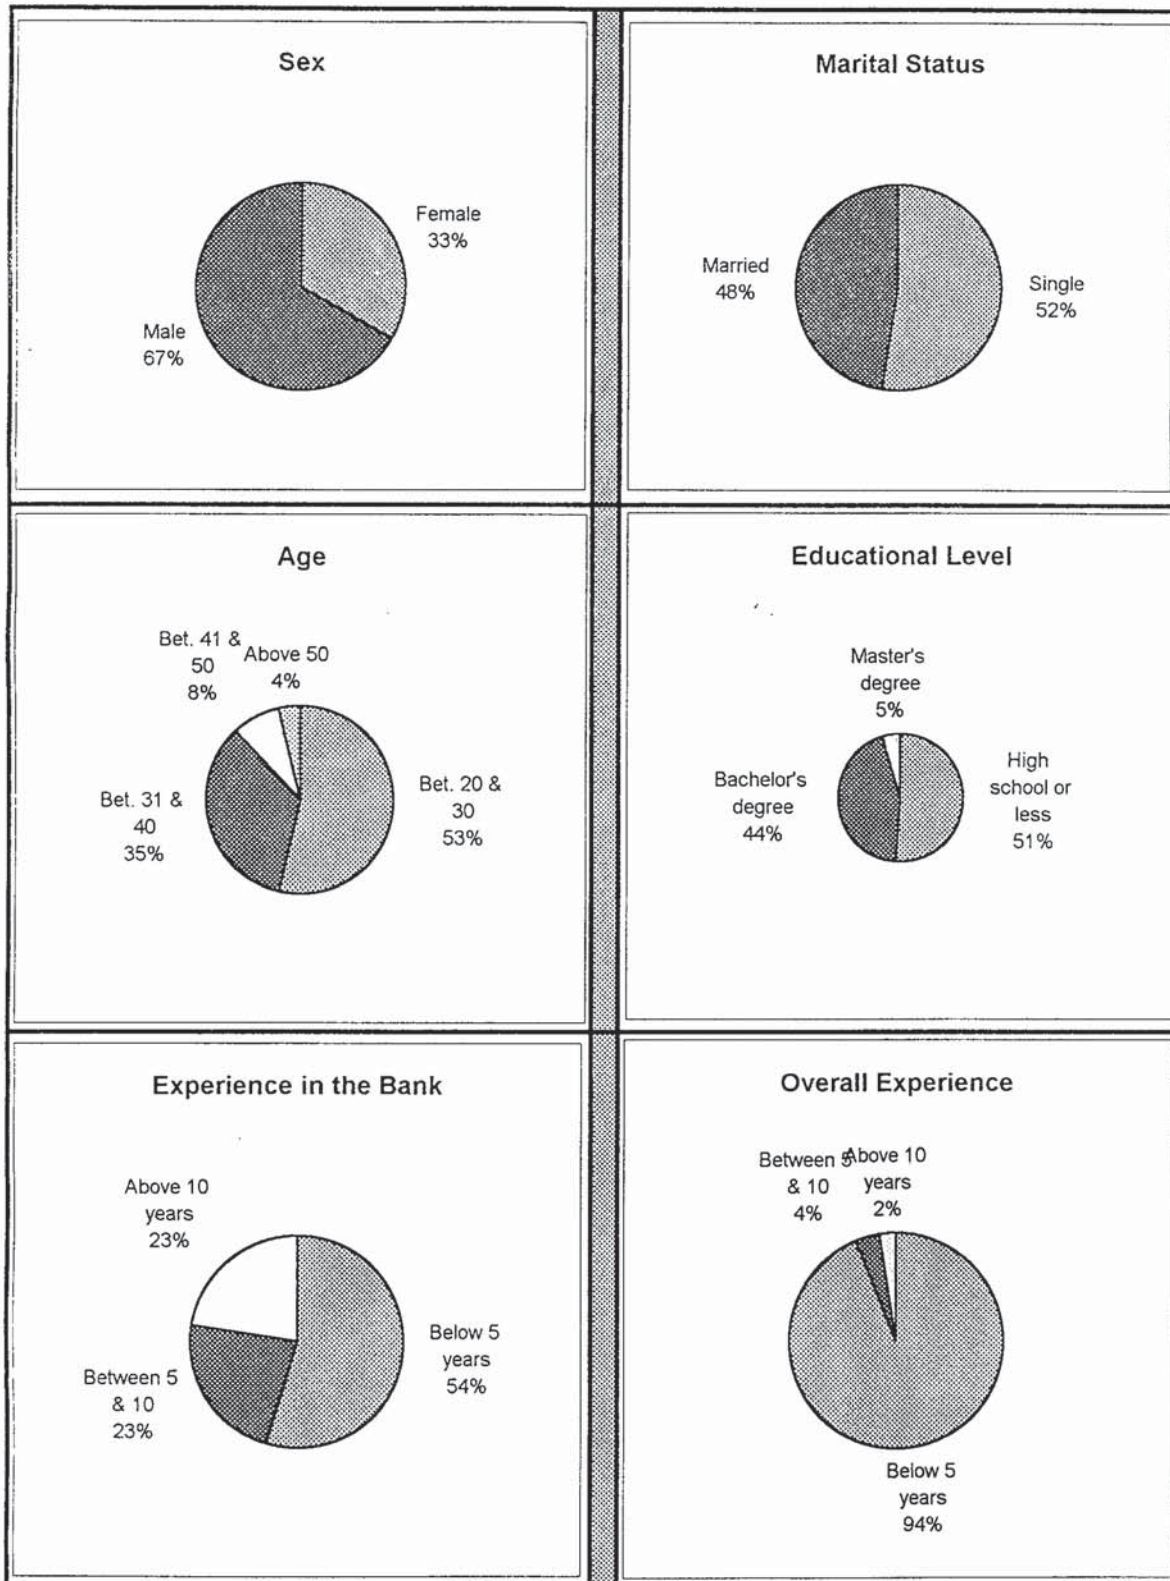 Sex
Female
33%
Male
67%
Marital Status
Married
48%
Single
52%
Age
Bet. 41 &
50
8%
Above 50
4%
Bet. 31 &
40
35%
Bet. 20 &
30
53%
Educational Level
Master's
degree
5%
Bachelor's
degree
44%
High
school or
less
51%
Experience in the Bank
Above 10
years
23%
Between 5
& 10
23%
Below 5
years
54%
Overall Experience
Between 5
& 10
4%
Above 10
years
2%
Below 5
years
94%